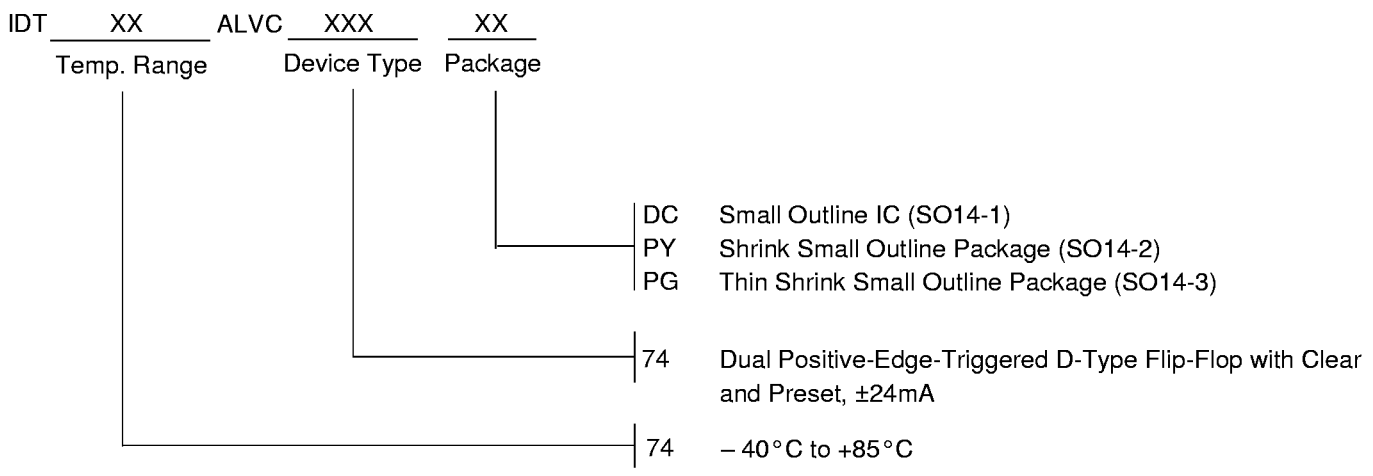 IDT XX ALVC XXX XX
Temp. Range Device Type Package
DC Small Outline IC (SO14-1)
PY Shrink Small Outline Package (SO14-2)
PG Thin Shrink Small Outline Package (SO14-3)
74 Dual Positive-Edge-Triggered D-Type Flip-Flop with Clear
and Preset, ±24mA
74 – 40°C to +85°C